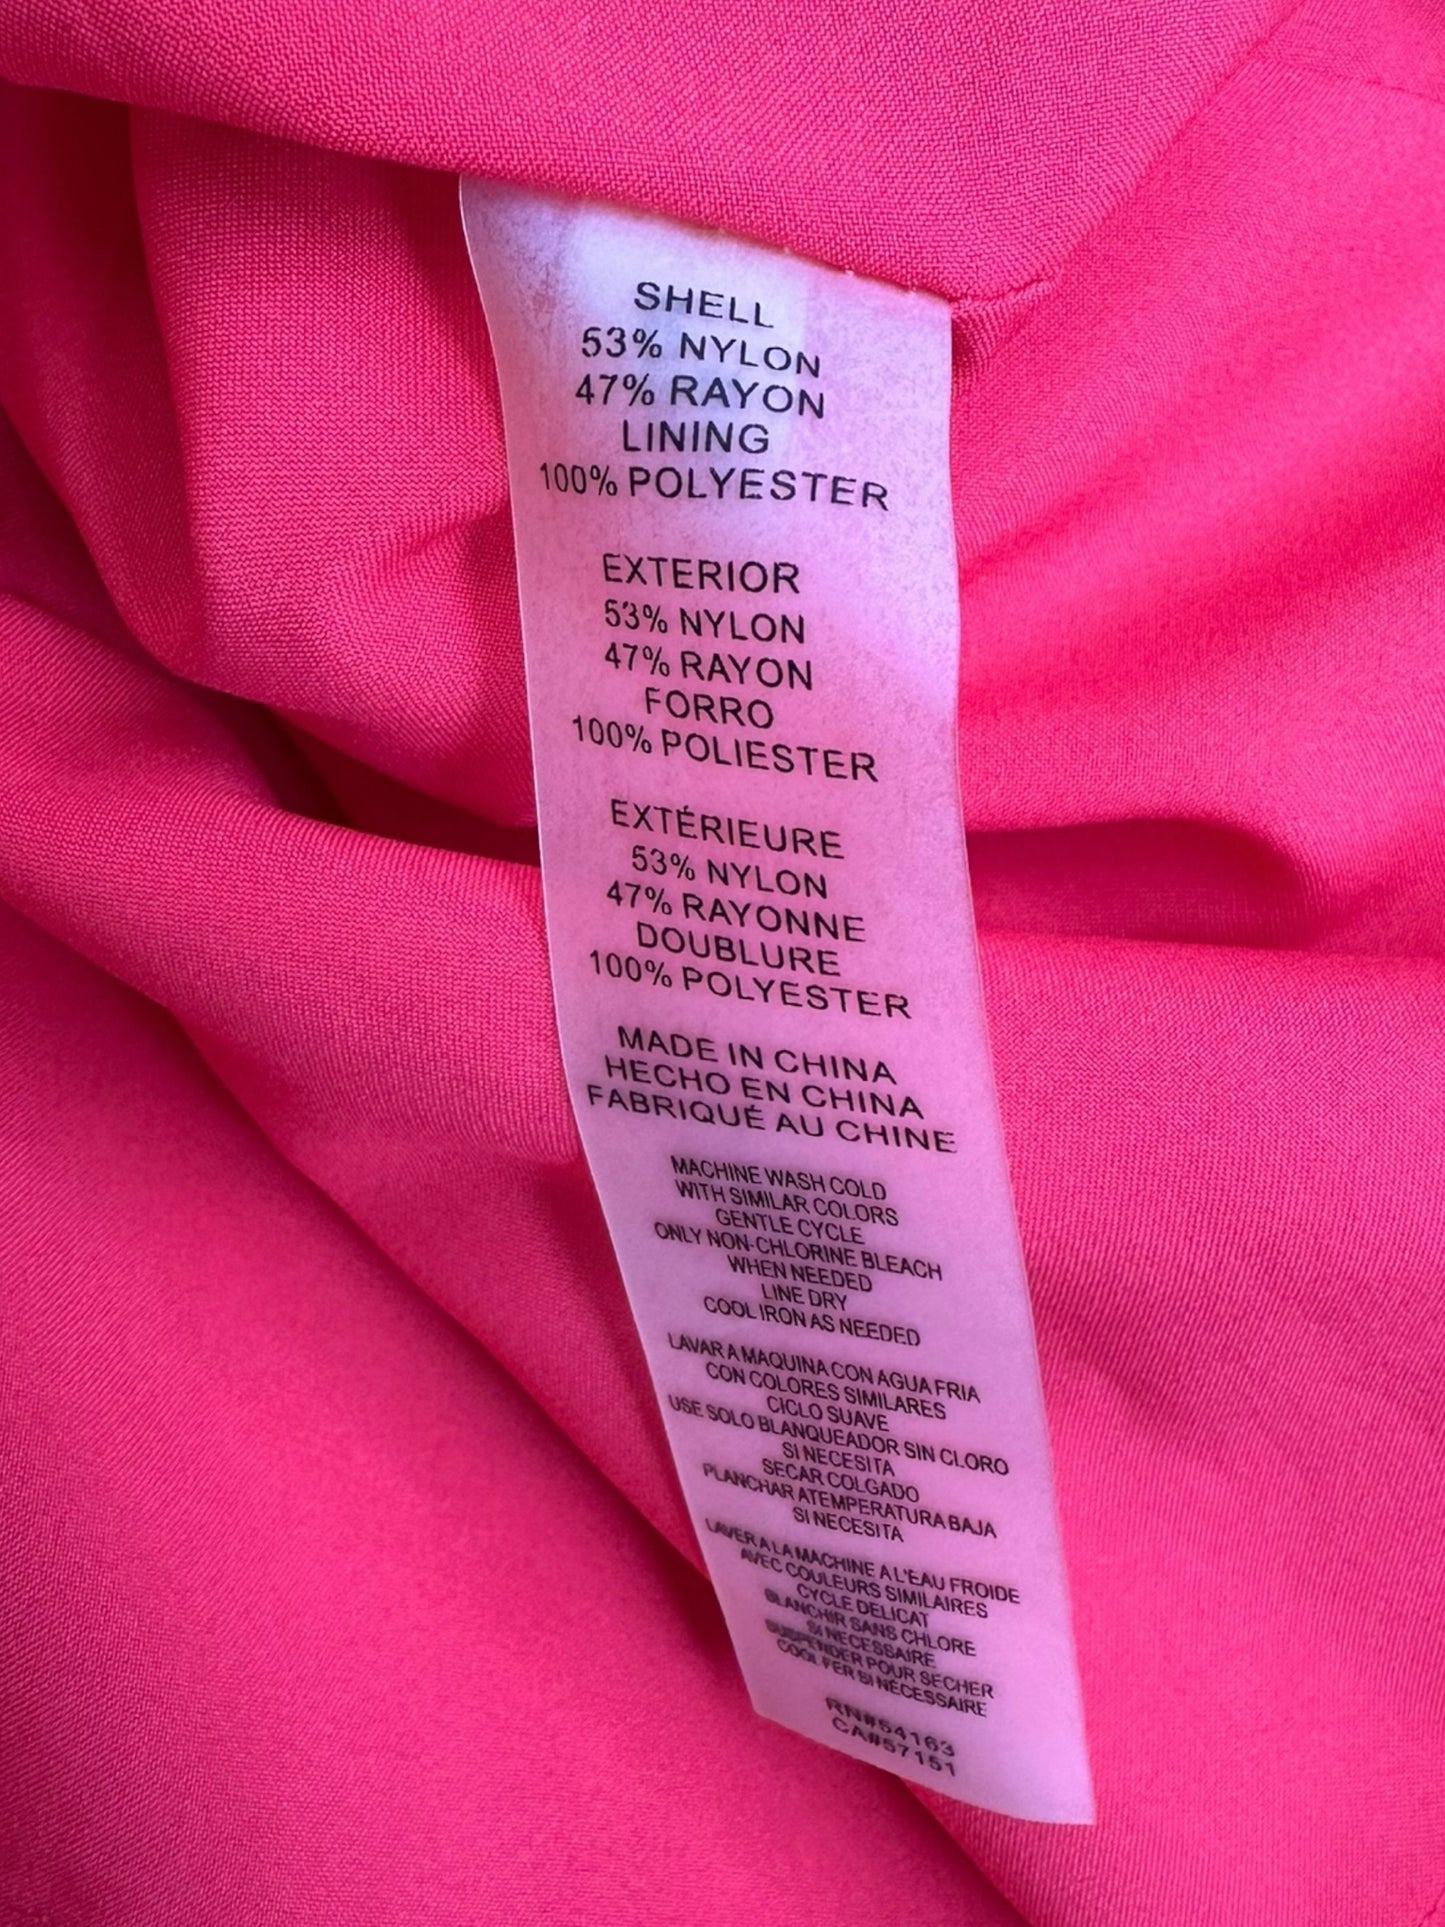 SHELL
53% NYLON
47% RAYON
LINING
100% POLYESTER
EXTERIOR
53% NYLON
47% RAYON
FORRO
100% POLIESTER
EXTÉRIEURE
53% NYLON
47% RAYONNE
DOUBLURE
100% POLYESTER
MADE IN CHINA
HECHO EN CHINA
FABRIQUÉ AU CHINE
MACHINE WASH COLD
WITH SIMILAR COLORS
GENTLE CYCLE
ONLY NON-CHLORINE BLEACH
WHEN NEEDED
LINE DRY
COOL IRON AS NEEDED
LAVAR A MAQUINA CON AGUA FRIA
CON COLORES SIMILARES
CICLO SUAVE
USE SOLO BLANQUEADOR SIN CLORO
SI NECESITA
SECAR COLGADO
PLANCHAR A TEMPERATURA BAJA
SI NECESITA
LAVER A LA MACHINE A L'EAU FROIDE
AVEC COULEURS SIMILAIRES
CYCLE DELICAT
BLANCHIR SANS CHLORE
SI NECESSAIRE
SUSPENDER POUR SECHER
COOL FER SI NÉCESSAIRE
RN#54163
CA#57151